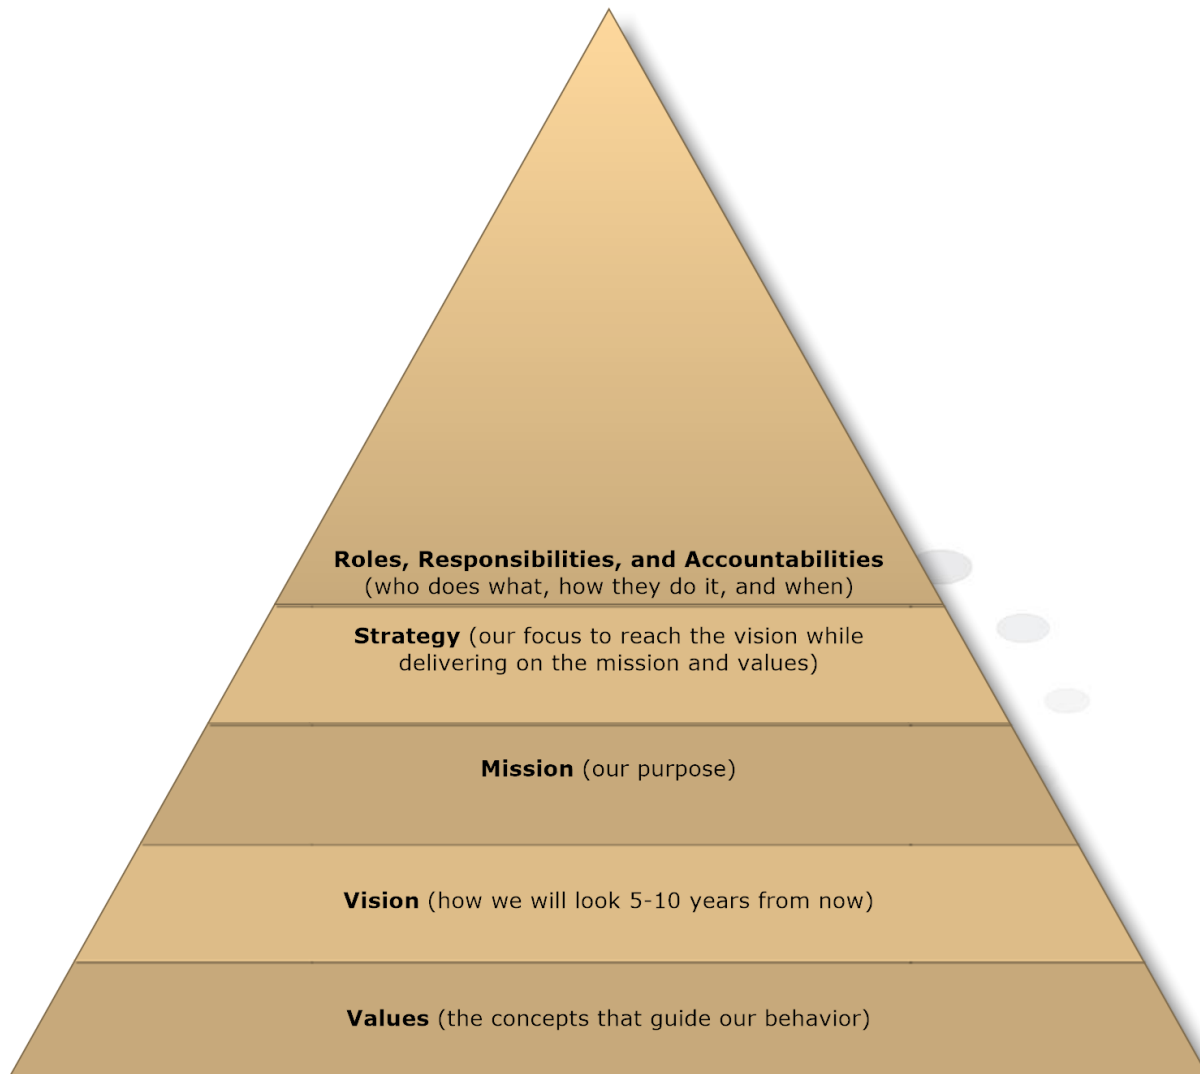 Roles, Responsibilities, and Accountabilities
(who does what, how they do it, and when)
Strategy (our focus to reach the vision while
delivering on the mission and values)
Mission (our purpose)
Vision (how we will look 5-10 years from now)
Values (the concepts that guide our behavior)